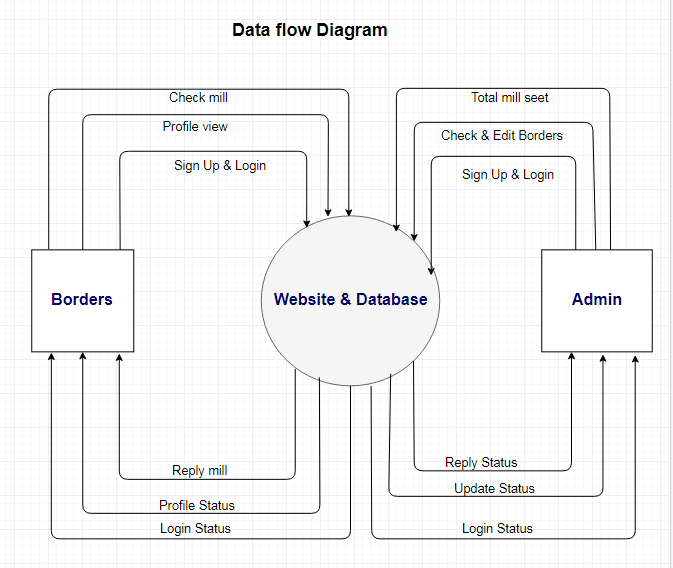 Data flow Diagram
Check mill
Total mill seet
Profile view
Check & Edit Borders
Sign Up & Login
Sign Up & Login
Borders
Website & Database
Admin
Reply mill
Reply Status
Profile Status
Update Status
Login Status
Login Status